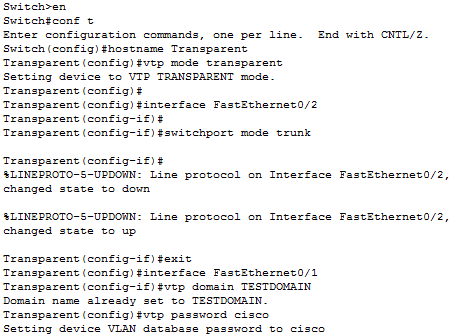 Switch>en
Switch#conf t
Enter configuration commands, one per line.  End with CNTL/Z.
Switch(config)#hostname Transparent
Transparent(config)#vtp mode transparent
Setting device to VTP TRANSPARENT mode.
Transparent(config)#
Transparent(config)#interface FastEthernet0/2
Transparent(config-if)#
Transparent(config-if)#switchport mode trunk
Transparent(config-if)#
%LINEPROTO-5-UPDOWN: Line protocol on Interface FastEthernet0/2,
changed state to down
%LINEPROTO-5-UPDOWN: Line protocol on Interface FastEthernet0/2,
changed state to up
Transparent(config-if)#exit
Transparent(config)#interface FastEthernet0/1
Transparent(config-if)#vtp domain TESTDOMAIN
Domain name already set to TESTDOMAIN.
Transparent(config)#vtp password cisco
Setting device VLAN database password to cisco